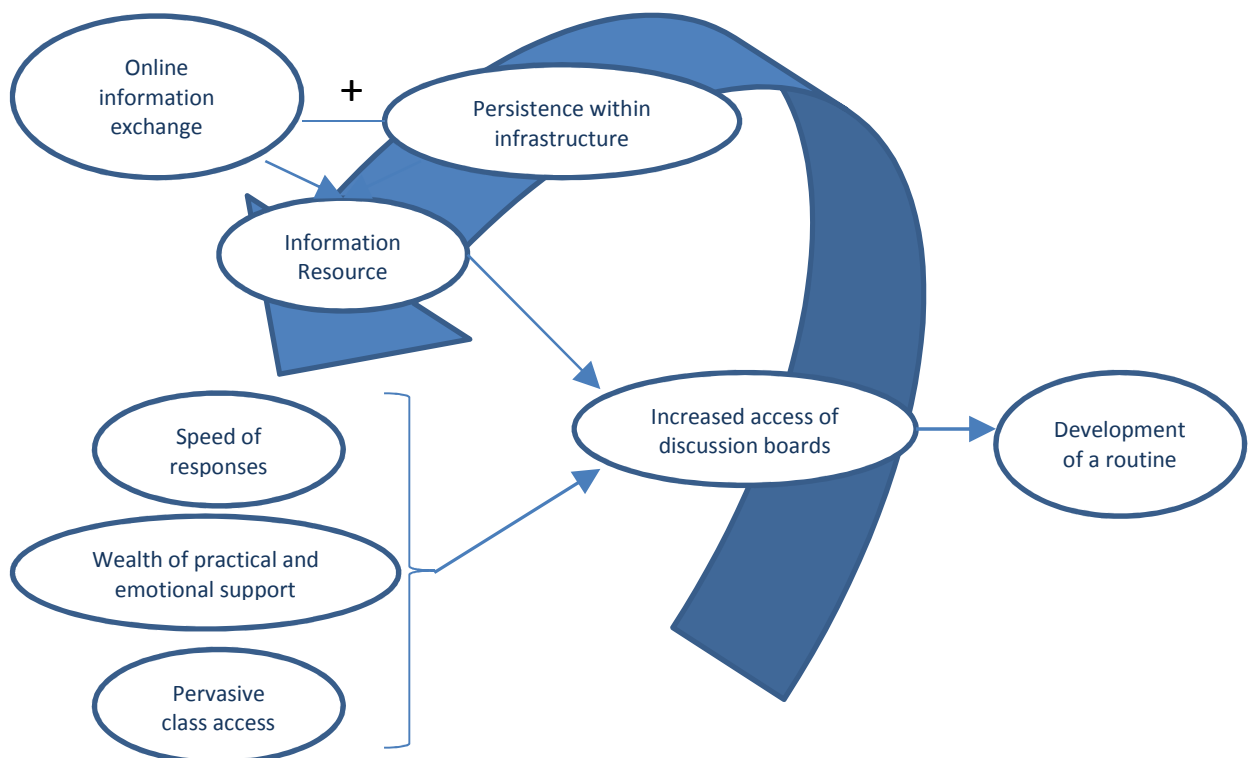 Online
information
exchange
+
Persistence within
infrastructure
Information
Resource
Speed of
responses
Increased access of
discussion boards
Development
of a routine
Wealth of practical and
emotional support
Pervasive
class access